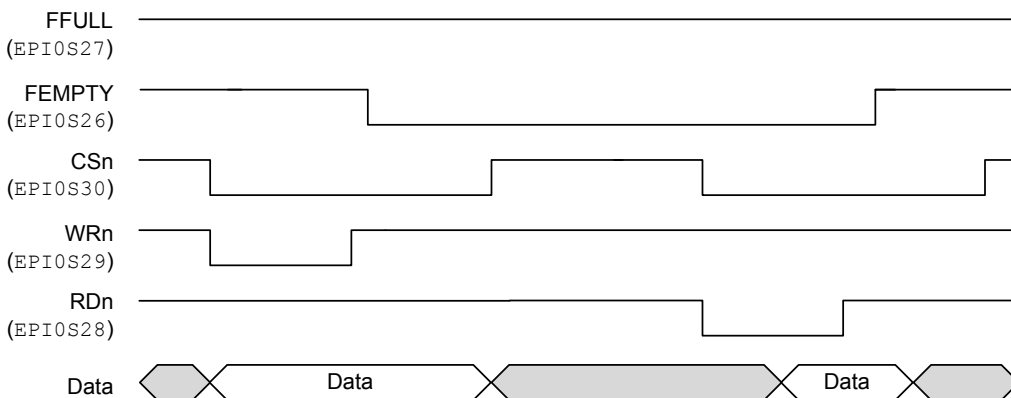 FFULL
(EPI0S27)
FEMPTY
(EPI0S26)
CSn
(EPI0S30)
WRn
(EPI0S29)
RDn
(EPI0S28)
Data Data Data